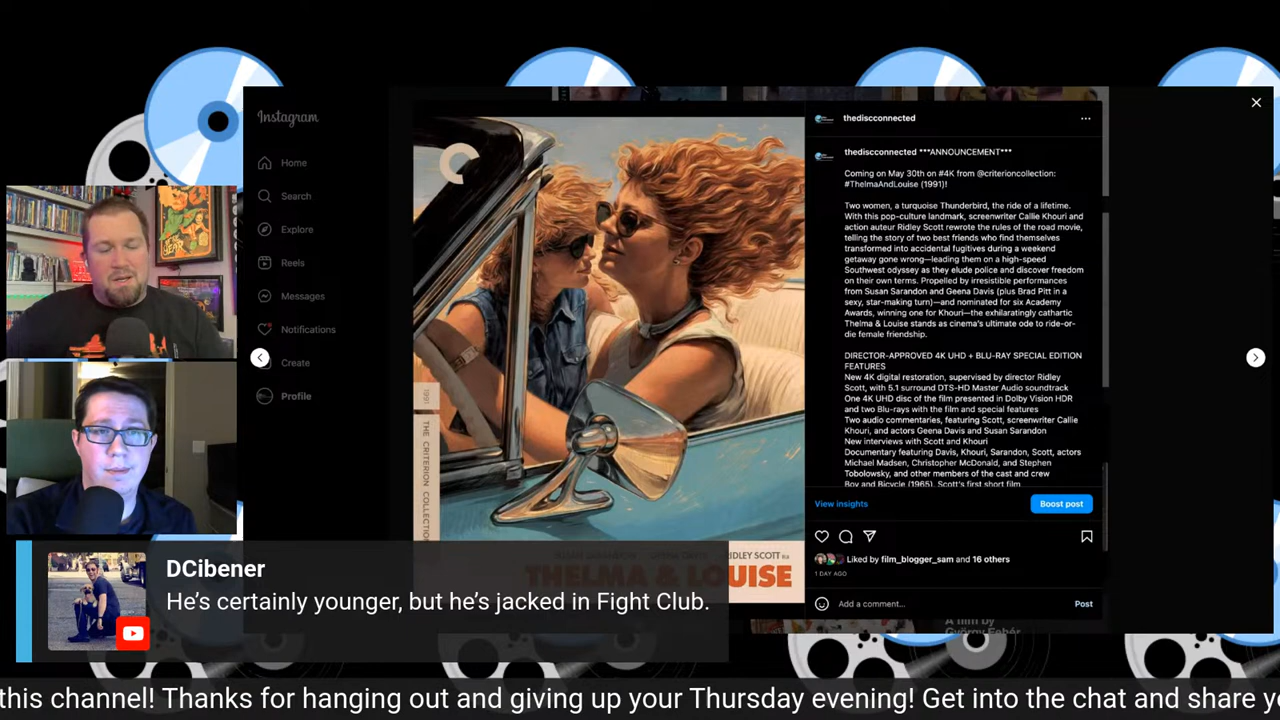 Instagram
Home
Search
Explore
Reels
Messages
Notifications
Create
Profile
1991
THE CRITERION COLLECTION
RIDLEY SCOTT
THELMA & LOUISE
thediscconnected
thediscconnected ***ANNOUNCEMENT***
Coming on May 30th on #4K from @criterioncollection:
#ThelmaAndLouise (1991)!
Two women, a turquoise Thunderbird, the ride of a lifetime.
With this pop-culture landmark, screenwriter Callie Khouri and
action auteur Ridley Scott rewrote the rules of the road movie,
telling the story of two best friends who find themselves
transformed into accidental fugitives during a weekend
getaway gone wrong—leading them on a high-speed
Southwest odyssey as they elude police and discover freedom
on their own terms. Propelled by irresistible performances
from Susan Sarandon and Geena Davis (plus Brad Pitt in a
sexy, star-making turn)—and nominated for six Academy
Awards, winning one for Khouri—the exhilaratingly cathartic
Thelma & Louise stands as cinema's ultimate ode to ride-or-
die female friendship.
DIRECTOR-APPROVED 4K UHD + BLU-RAY SPECIAL EDITION
FEATURES
New 4K digital restoration, supervised by director Ridley
Scott, with 5.1 surround DTS-HD Master Audio soundtrack
One 4K UHD disc of the film presented in Dolby Vision HDR
and two Blu-rays with the film and special features
Two audio commentaries, featuring Scott, screenwriter Callie
Khouri, and actors Geena Davis and Susan Sarandon
New interviews with Scott and Khouri
Documentary featuring Davis, Khouri, Sarandon, Scott, actors
Michael Madsen, Christopher McDonald, and Stephen
Tobolowsky, and other members of the cast and crew
Boy and Bicycle (1965), Scott's first short film
View insights
Boost post
Liked by film_blogger_sam and 16 others
1 DAY AGO
Add a comment...
Post
A film by
György Fehér
DCibener
He's certainly younger, but he's jacked in Fight Club.
this channel! Thanks for hanging out and giving up your Thursday evening! Get into the chat and share